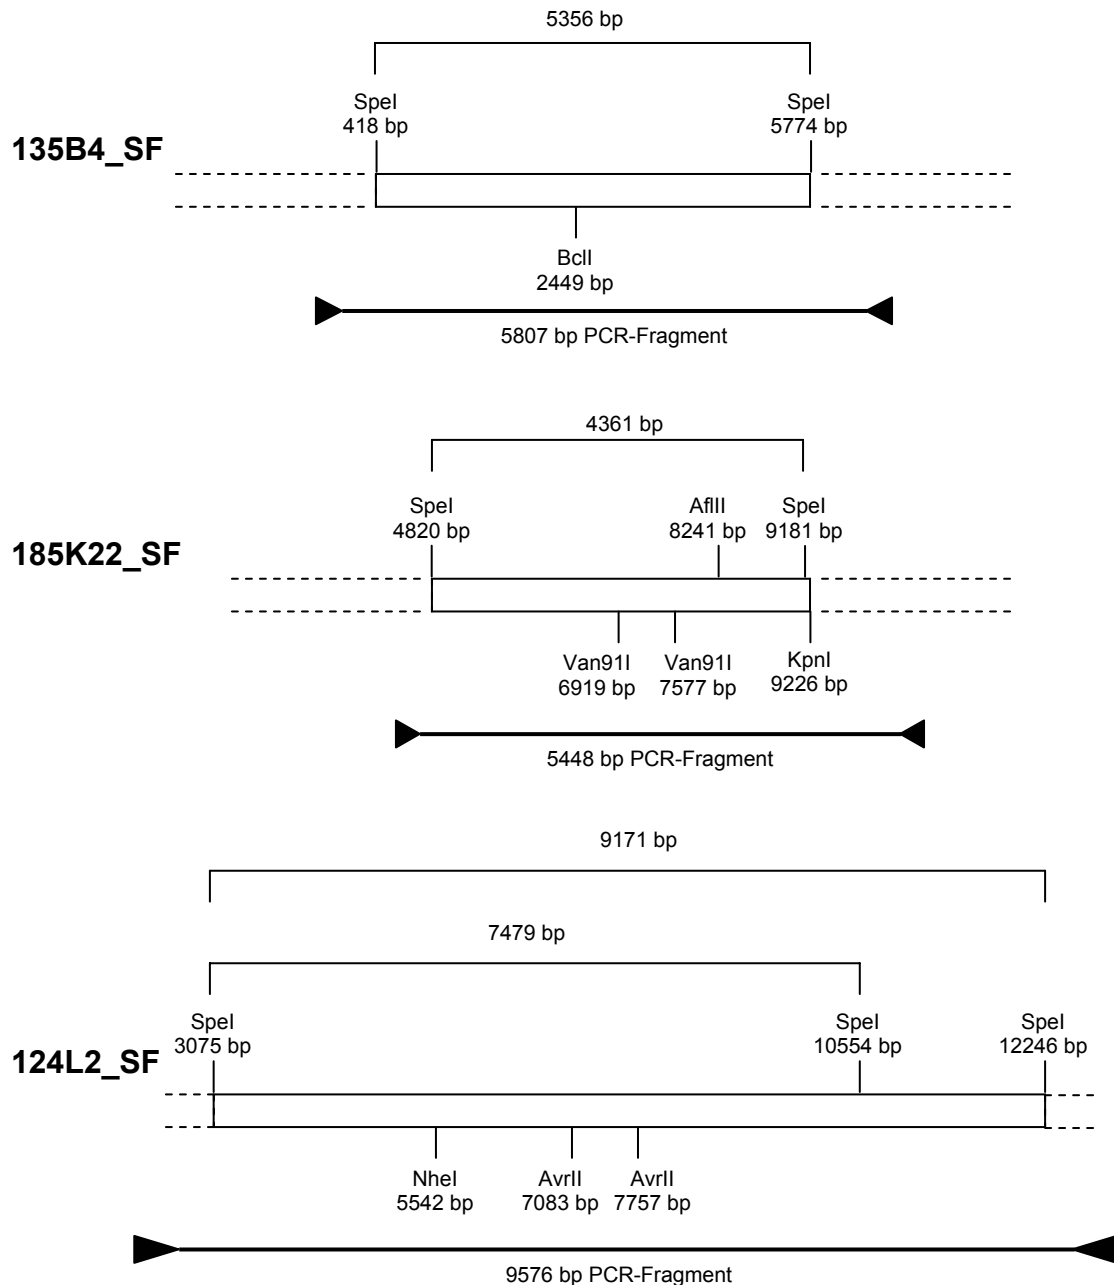 5356 bp
SpeI SpeI
418 bp 5774 bp
135B4_SF
BclI
2449 bp
5807 bp PCR-Fragment
4361 bp
SpeI AflII SpeI
4820 bp 8241 bp 9181 bp
185K22_SF
Van91I Van91I KpnI
6919 bp 7577 bp 9226 bp
5448 bp PCR-Fragment
9171 bp
7479 bp
SpeI SpeI SpeI
3075 bp 10554 bp 12246 bp
124L2_SF
NheI AvrII AvrII
5542 bp 7083 bp 7757 bp
9576 bp PCR-Fragment